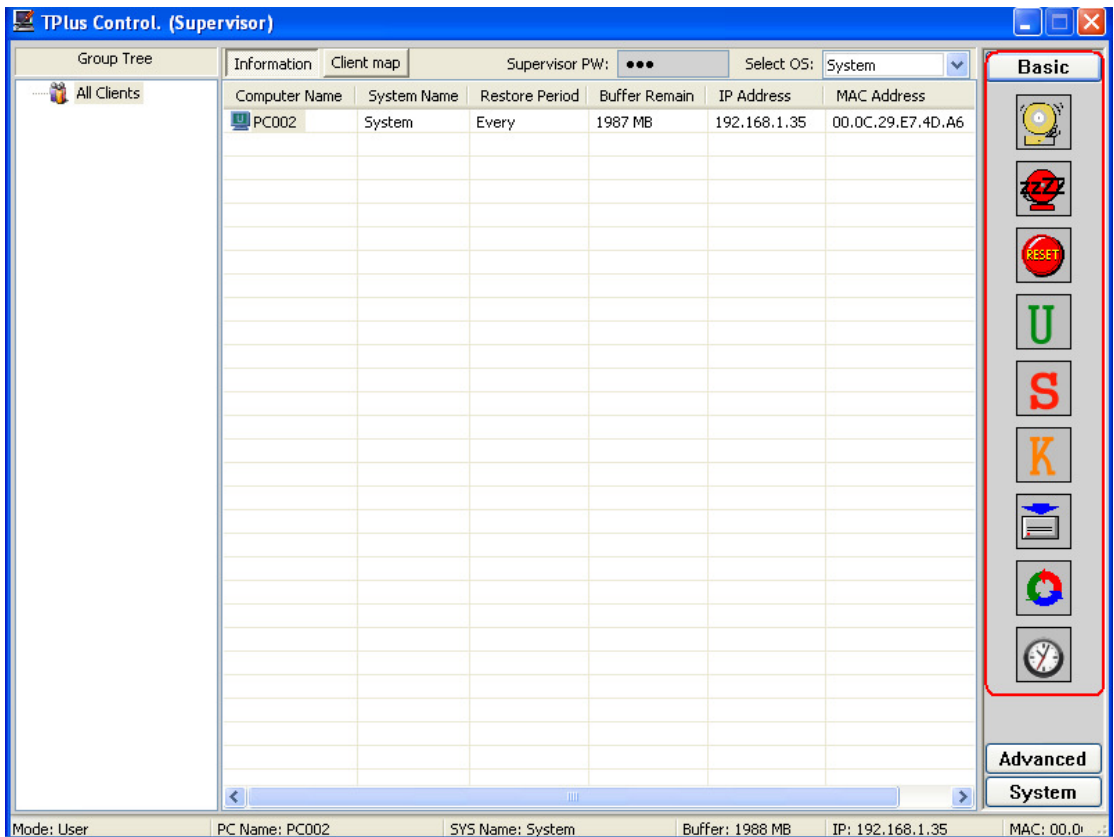 TPlus Control. (Supervisor)
Group Tree
Information Client map Supervisor PW: ●●● Select OS: System
Basic
All Clients
Computer Name System Name Restore Period Buffer Remain IP Address MAC Address
PC002 System Every 1987 MB 192.168.1.35 00.0C.29.E7.4D.A6
zzZZ
RESET
U
S
K
Advanced
System
Mode: User PC Name: PC002 SYS Name: System Buffer: 1988 MB IP: 192.168.1.35 MAC: 00.0